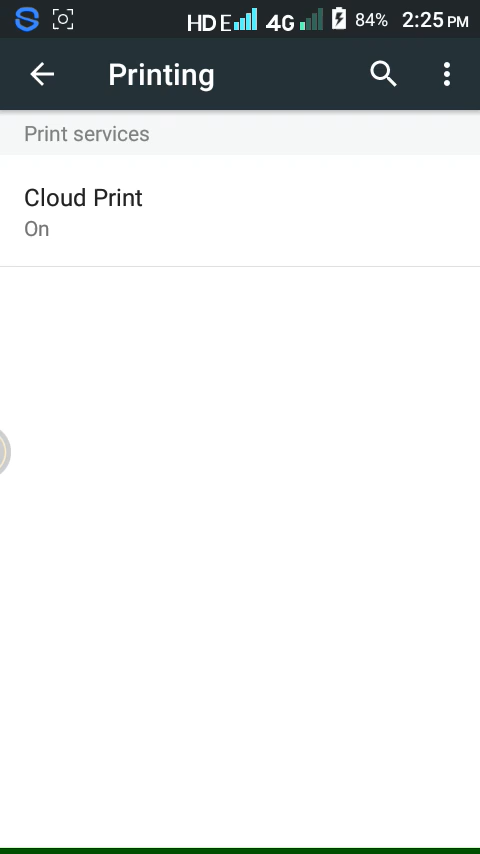 HD E 4G 84% 2:25 PM
Printing
Print services
Cloud Print
On